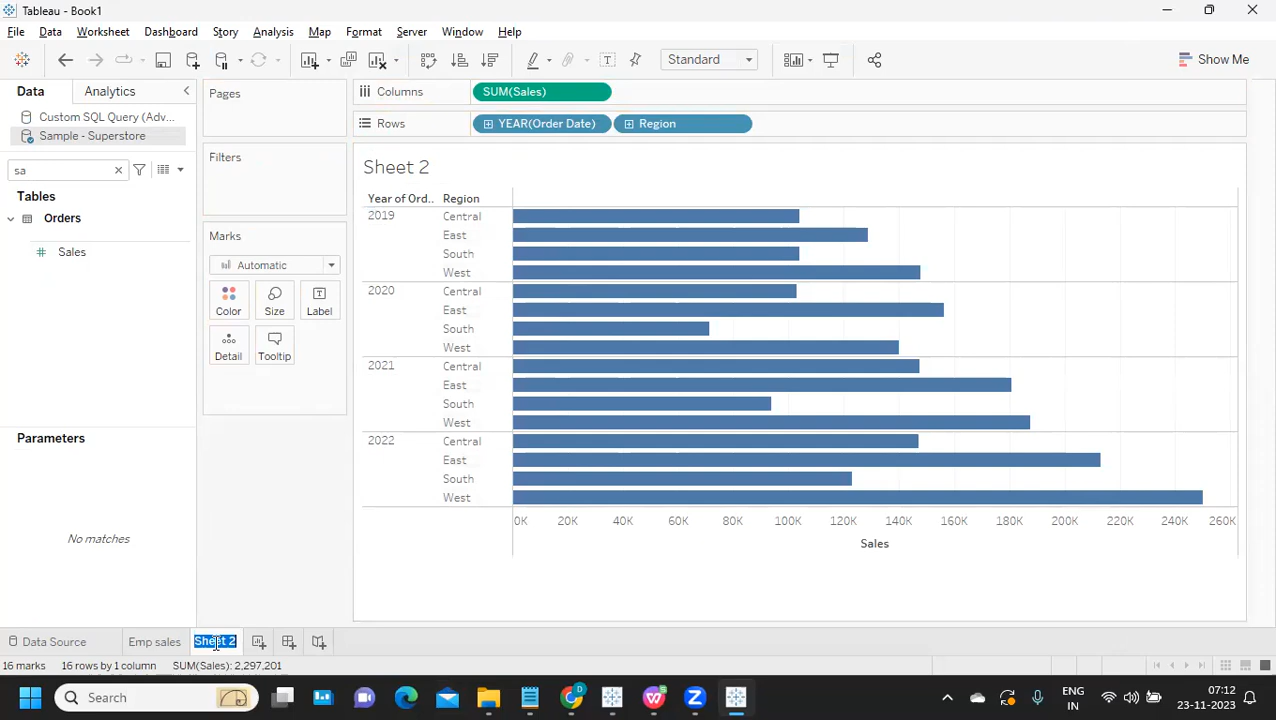 Tableau - Book1
File Data Worksheet Dashboard Story Analysis Map Format Server Window Help
Standard
Show Me
Data Analytics
Custom SQL Query (Adv...
Sample - Superstore
sa
Tables
Orders
Sales
Parameters
No matches
Pages
Filters
Marks
Automatic
Color Size Label
Detail Tooltip
Columns SUM(Sales)
Rows YEAR(Order Date) Region
Sheet 2
Year of Ord.. Region
2019 Central
East
South
West
2020 Central
East
South
West
2021 Central
East
South
West
2022 Central
East
South
West
0K 20K 40K 60K 80K 100K 120K 140K 160K 180K 200K 220K 240K 260K
Sales
Data Source Emp sales Sheet 2
16 marks 16 rows by 1 column SUM(Sales): 2,297,201
Search
ENG
IN
07:12
23-11-2023